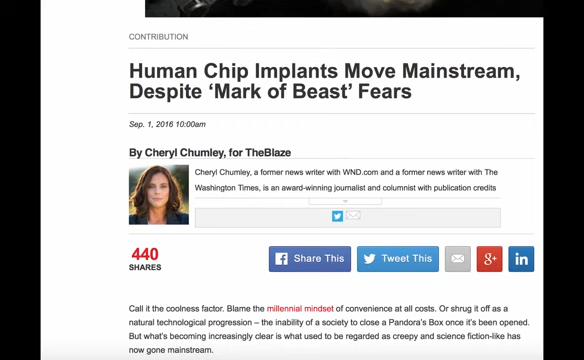 CONTRIBUTION
Human Chip Implants Move Mainstream,
Despite ‘Mark of Beast’ Fears
Sep. 1, 2016 10:00am
By Cheryl Chumley, for TheBlaze
Cheryl Chumley, a former news writer with WND.com and a former news writer with The
Washington Times, is an award-winning journalist and columnist with publication credits
440
SHARES
Share This
Tweet This
g+
in
Call it the coolness factor. Blame the millennial mindset of convenience at all costs. Or shrug it off as a
natural technological progression – the inability of a society to close a Pandora’s Box once it’s been opened.
But what’s becoming increasingly clear is what used to be regarded as creepy and science fiction-like has
now gone mainstream.